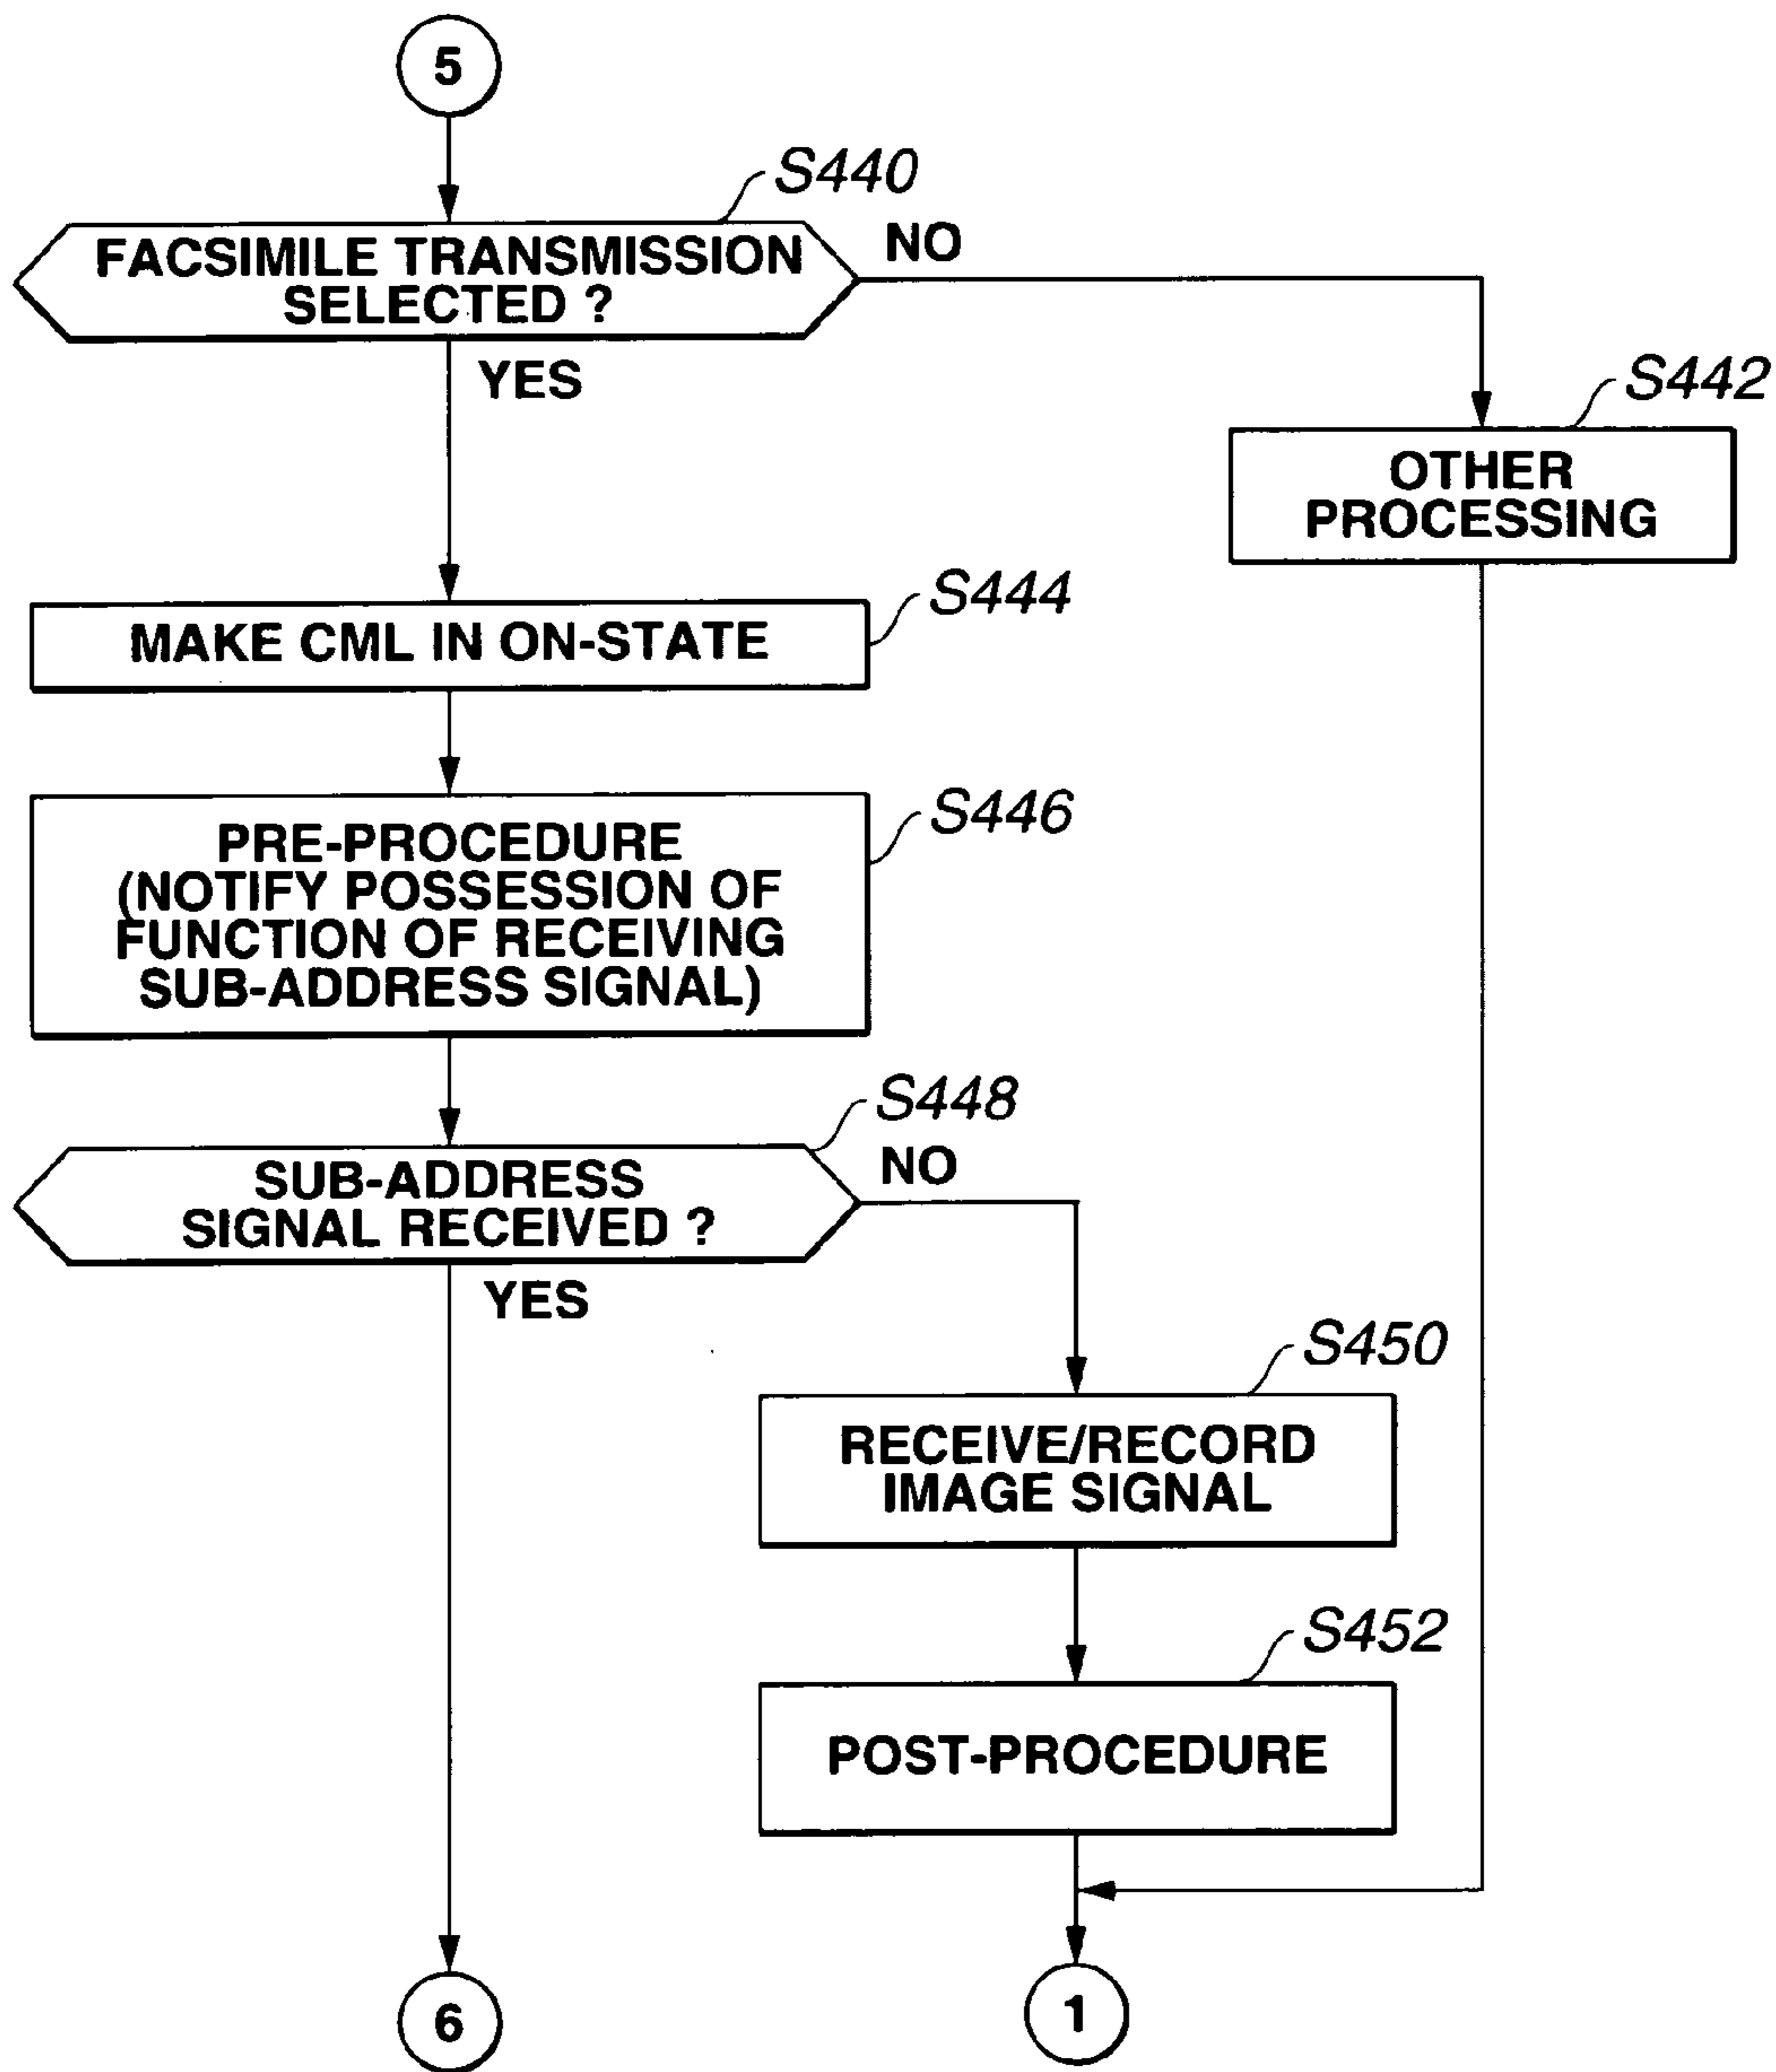 5
S440
FACSIMILE TRANSMISSION
SELECTED ?
NO
YES
S442
OTHER
PROCESSING
S444
MAKE CML IN ON-STATE
S446
PRE-PROCEDURE
(NOTIFY POSSESSION OF
FUNCTION OF RECEIVING
SUB-ADDRESS SIGNAL)
S448
SUB-ADDRESS
SIGNAL RECEIVED ?
NO
YES
S450
RECEIVE/RECORD
IMAGE SIGNAL
S452
POST-PROCEDURE
6
1